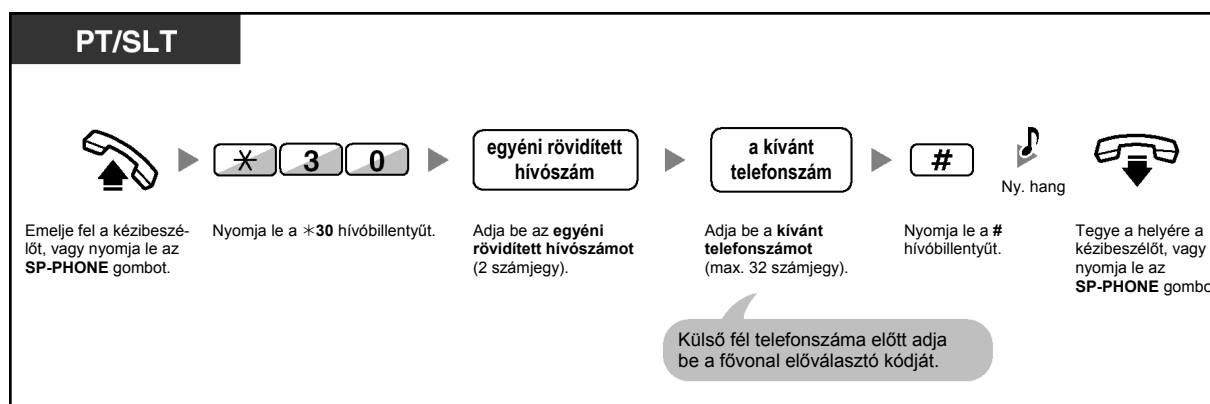 PT/SLT
✳ 3 0
egyéni rövidített
hívószám
a kívánt
telefonszám
#
Ny. hang
Emelje fel a kézibeszé-
lőt, vagy nyomja le az
SP-PHONE gombot.
Nyomja le a ✳30 hívóbillentyűt.
Adja be az egyéni
rövidített hívószámot
(2 számjegy).
Adja be a kívánt
telefonszámot
(max. 32 számjegy).
Nyomja le a #
hívóbillentyűt.
Tegye a helyére a
kézibeszélőt, vagy
nyomja le az
SP-PHONE gombo
Külső fél telefonszáma előtt adja
be a fővonal előválasztó kódját.